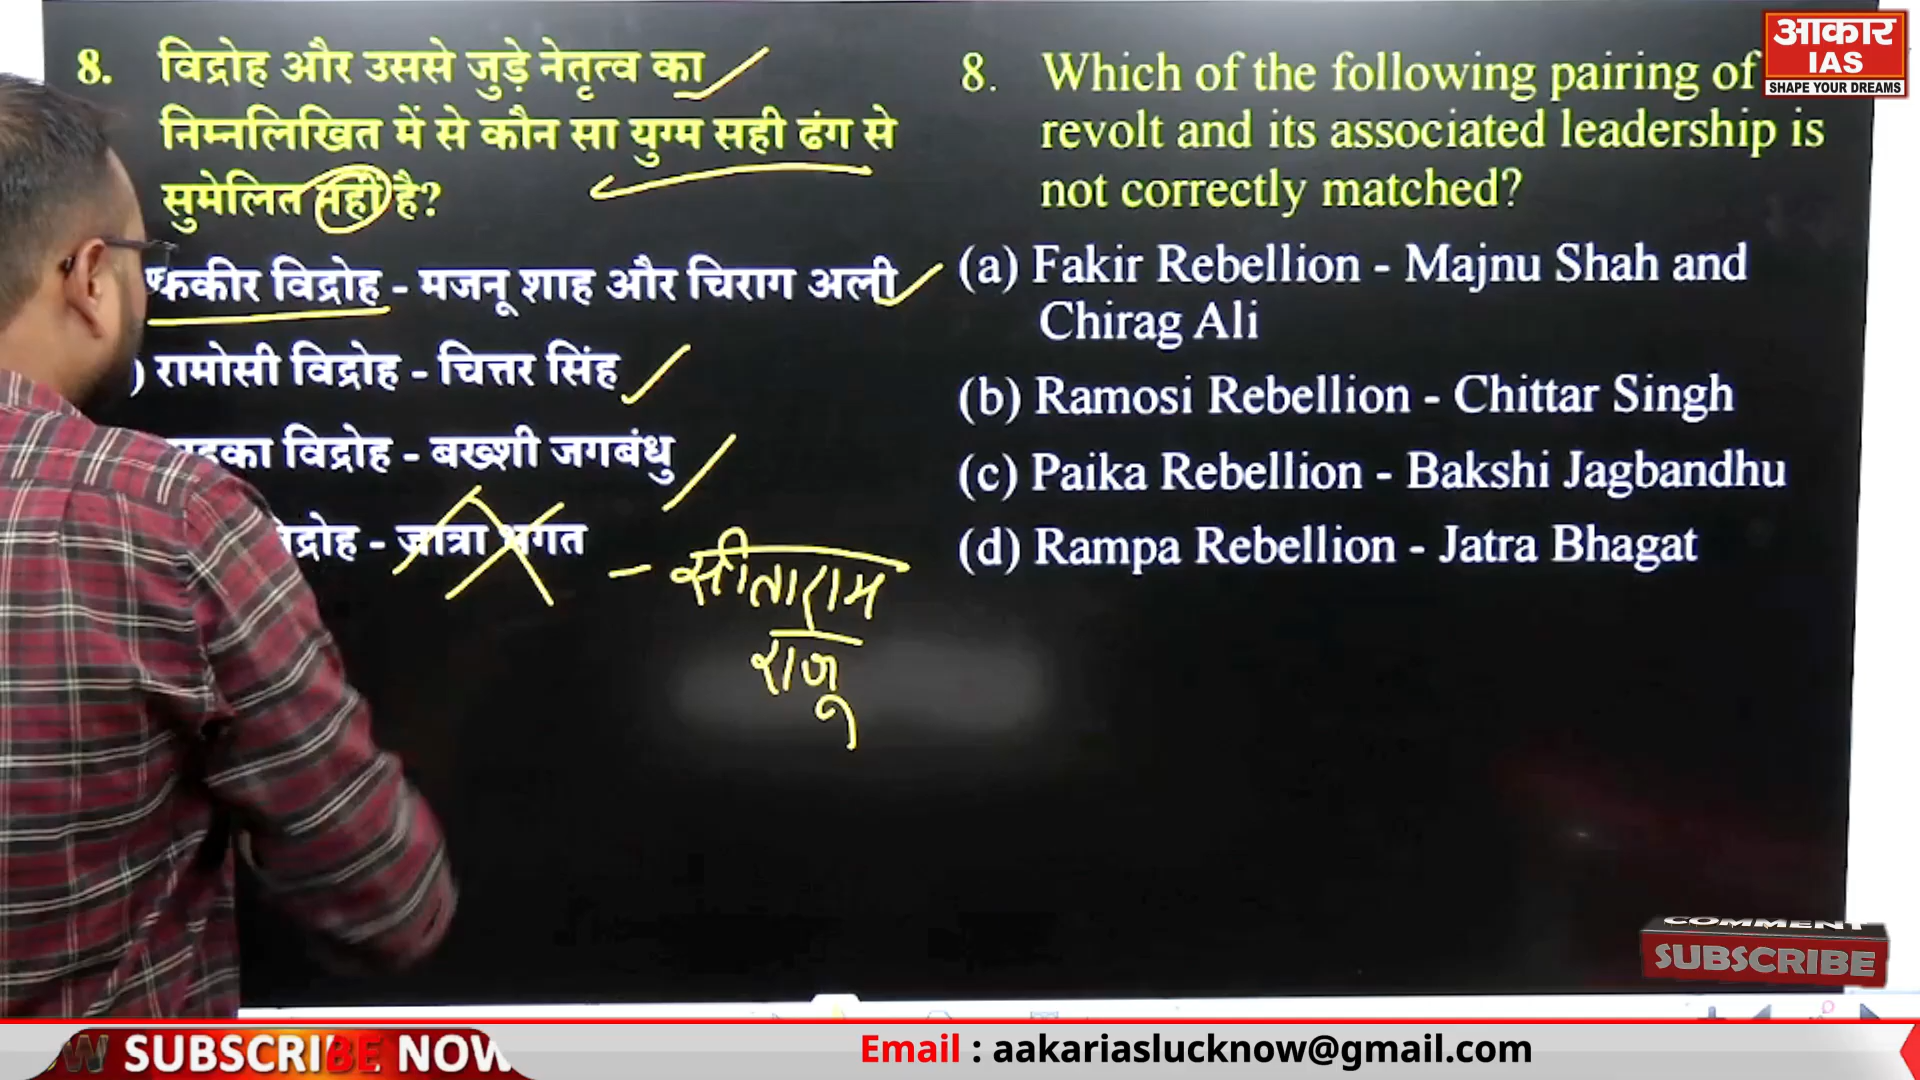 8. विद्रोह और उससे जुड़े नेतृत्व का
निम्नलिखित में से कौन सा युग्म सही ढंग से
सुमेलित नहीं है?
फकीर विद्रोह - मजनू शाह और चिराग अली
) रामोसी विद्रोह - चित्तर सिंह
विद्रोह - बख्शी जगबंधु
विद्रोह - जात्रा भगत
- सीताराम
राजू
8. Which of the following pairing of
revolt and its associated leadership is
not correctly matched?
(a) Fakir Rebellion - Majnu Shah and
Chirag Ali
(b) Ramosi Rebellion - Chittar Singh
(c) Paika Rebellion - Bakshi Jagbandhu
(d) Rampa Rebellion - Jatra Bhagat
आकार
IAS
SHAPE YOUR DREAMS
COMMENT
SUBSCRIBE
SUBSCRIBE NOW
Email : aakariaslucknow@gmail.com